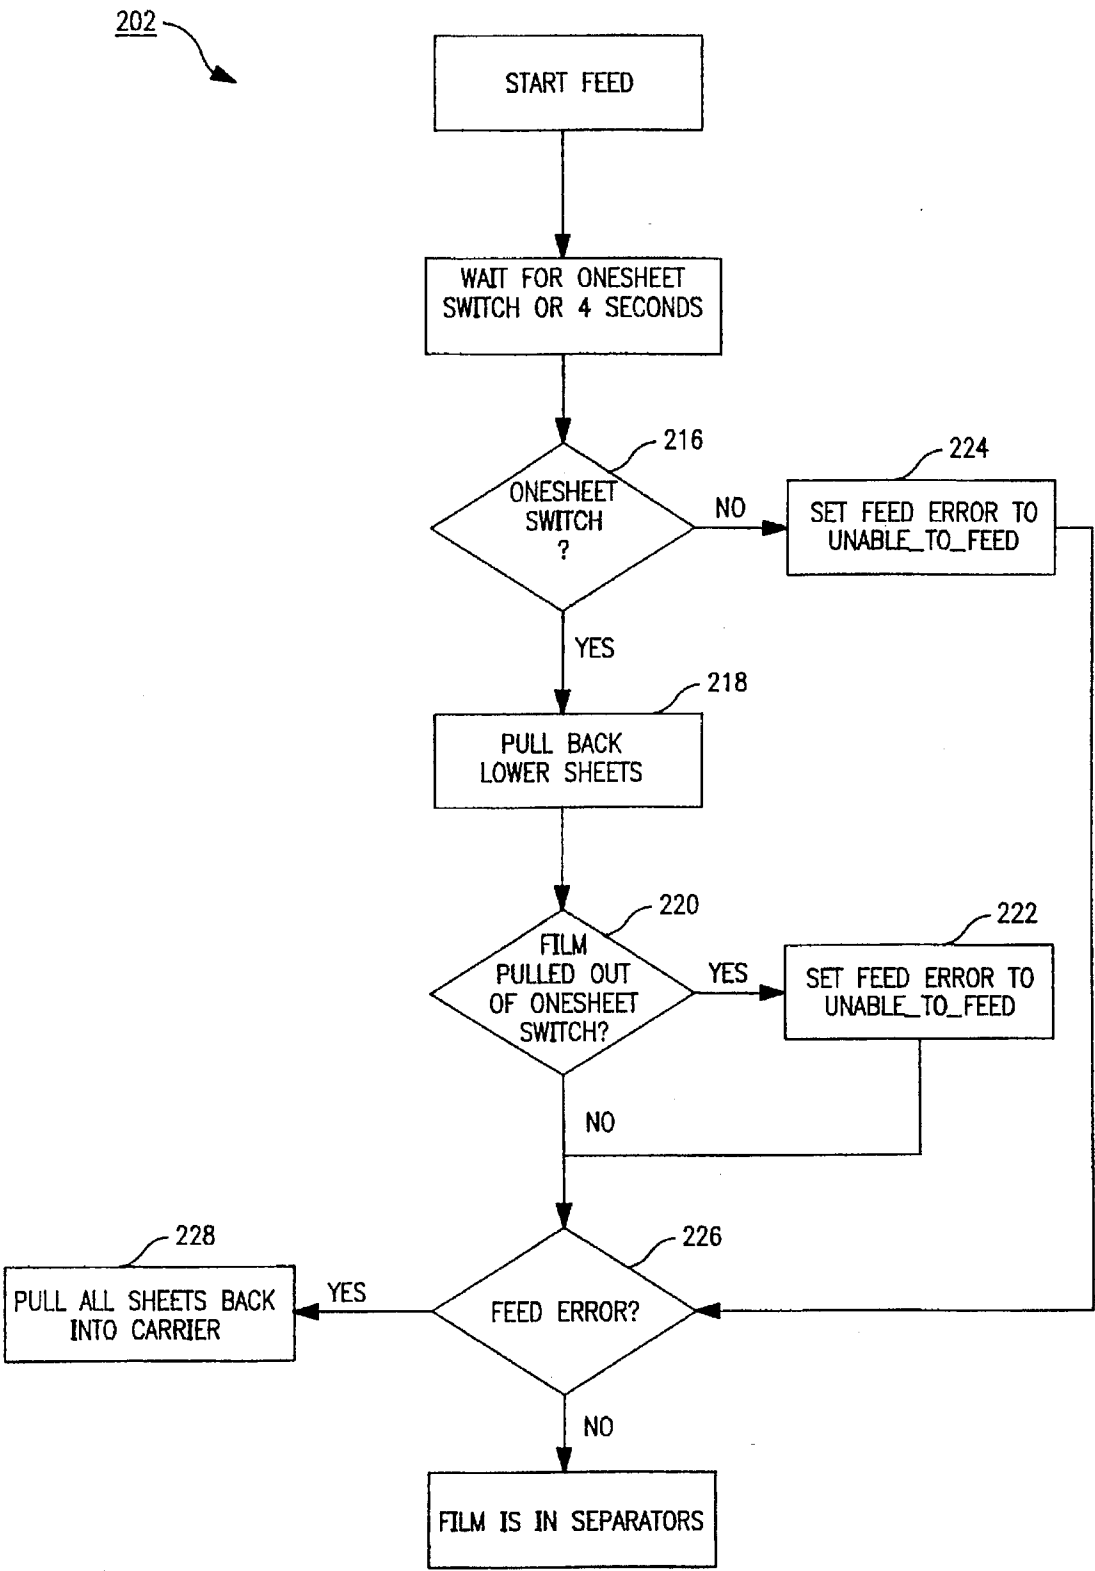 202
START FEED
WAIT FOR ONESHEET
SWITCH OR 4 SECONDS
216
ONESHEET
SWITCH
?
NO
224
SET FEED ERROR TO
UNABLE_TO_FEED
YES
218
PULL BACK
LOWER SHEETS
220
FILM
PULLED OUT
OF ONESHEET
SWITCH?
YES
222
SET FEED ERROR TO
UNABLE_TO_FEED
NO
226
FEED ERROR?
YES
228
PULL ALL SHEETS BACK
INTO CARRIER
NO
FILM IS IN SEPARATORS